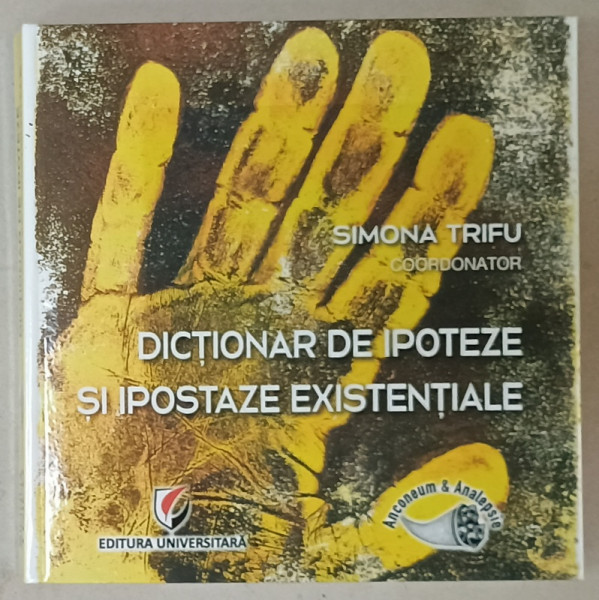 SIMONA TRIFU
COORDONATOR
DICȚIONAR DE IPOTEZE
ȘI IPOSTAZE EXISTENȚIALE
EDITURA UNIVERSITARĂ
Anconeum & Analepsie